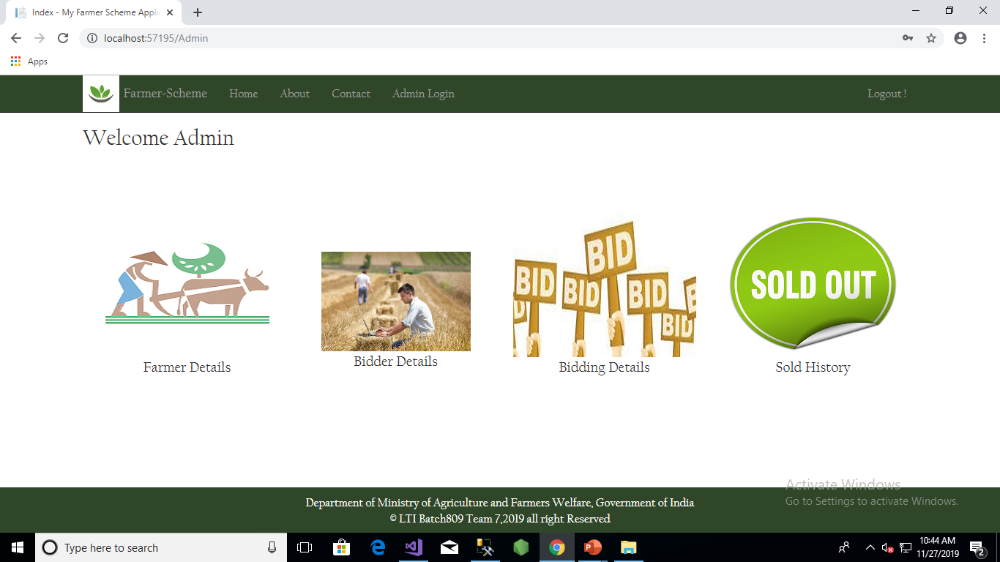 Index - My Farmer Scheme Appli
localhost:57195/Admin
Apps
Farmer-Scheme Home About Contact Admin Login Logout !
Welcome Admin
BID
BID
BID
BID
BID
SOLD OUT
Farmer Details
Bidder Details
Bidding Details
Sold History
Activate Windows
Go to Settings to activate Windows.
Department of Ministry of Agriculture and Farmers Welfare, Government of India
© LTI Batch809 Team 7,2019 all right Reserved
Type here to search
10:44 AM
11/27/2019
2